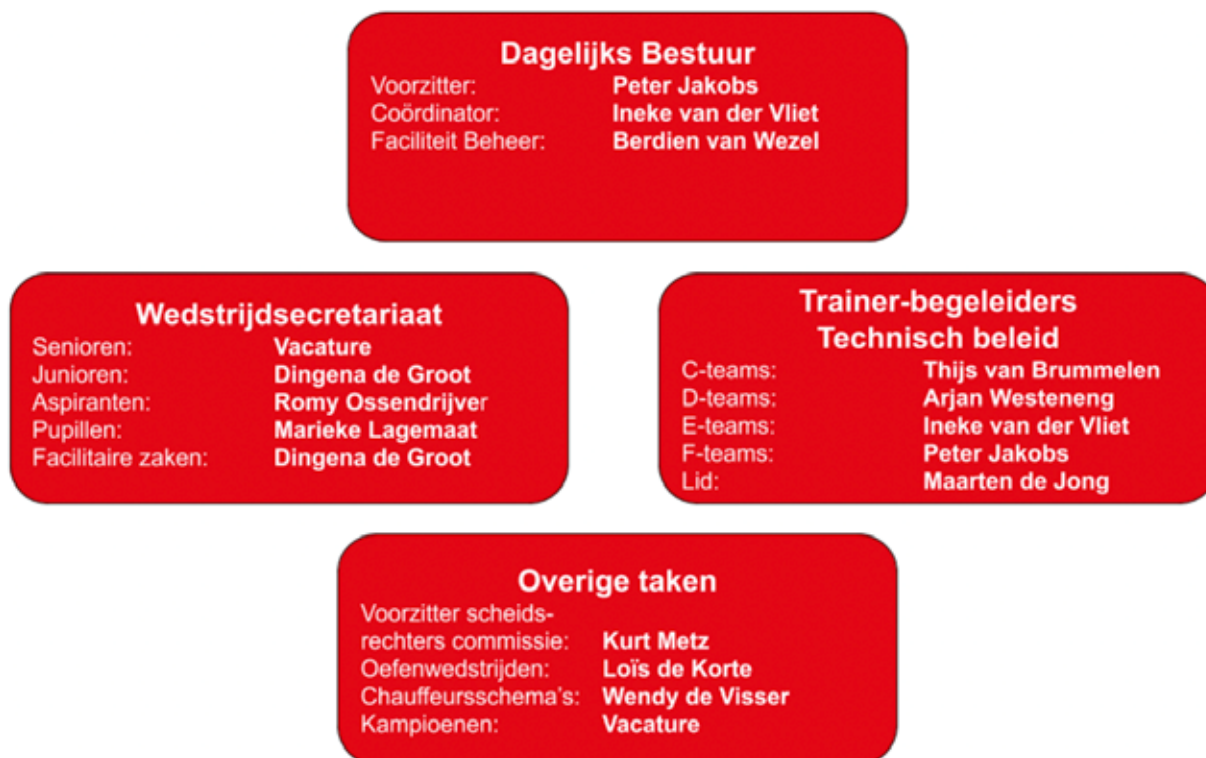 Dagelijks Bestuur
Voorzitter: Peter Jakobs
Coördinator: Ineke van der Vliet
Faciliteit Beheer: Berdien van Wezel
Wedstrijdsecretariaat
Senioren: Vacature
Junioren: Dingena de Groot
Aspiranten: Romy Ossendrijver
Pupillen: Marieke Lagemaat
Facilitaire zaken: Dingena de Groot
Trainer-begeleiders
Technisch beleid
C-teams: Thijs van Brummelen
D-teams: Arjan Westeneng
E-teams: Ineke van der Vliet
F-teams: Peter Jakobs
Lid: Maarten de Jong
Overige taken
Voorzitter scheids-
rechters commissie: Kurt Metz
Oefenwedstrijden: Loïs de Korte
Chauffeursschema's: Wendy de Visser
Kampioenen: Vacature